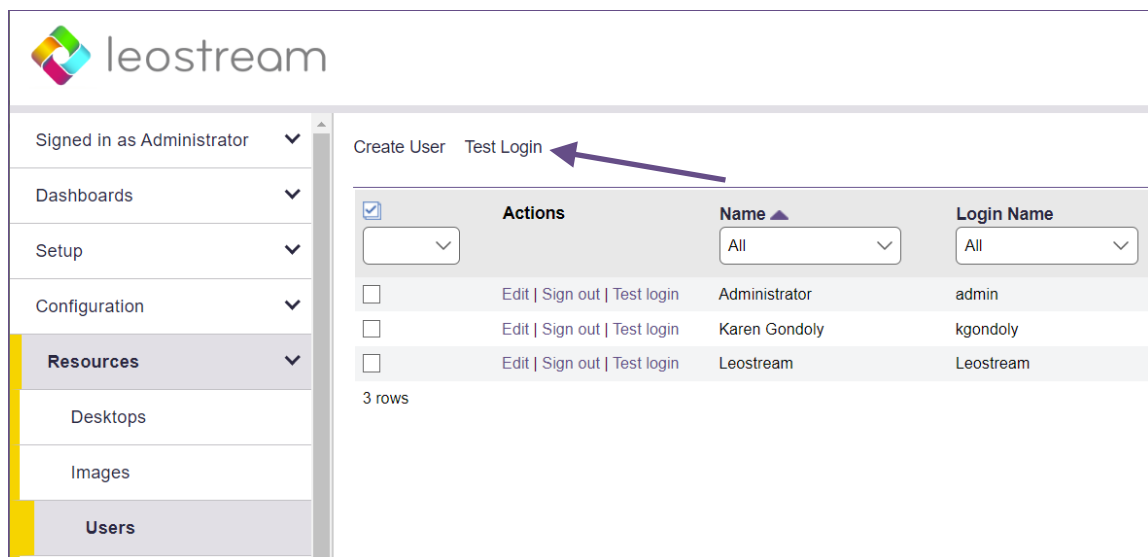 leostream
Signed in as Administrator
Dashboards
Setup
Configuration
Resources
Desktops
Images
Users
Create User Test Login
Actions Name Login Name
All All
Edit | Sign out | Test login Administrator admin
Edit | Sign out | Test login Karen Gondoly kgondoly
Edit | Sign out | Test login Leostream Leostream
3 rows